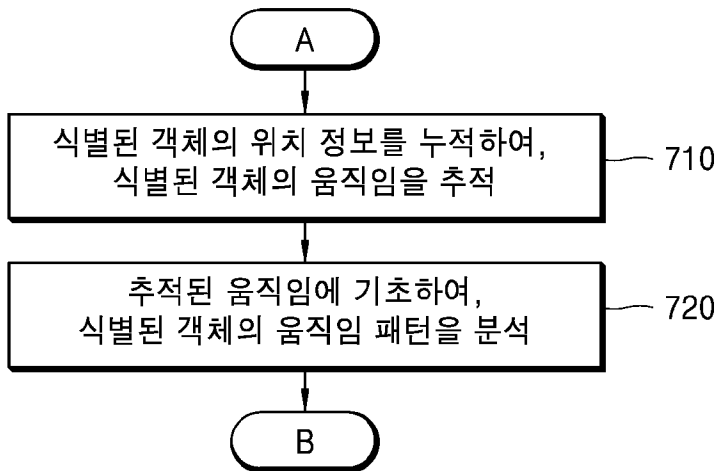 A
식별된 객체의 위치 정보를 누적하여,
식별된 객체의 움직임을 추적
710
추적된 움직임에 기초하여,
식별된 객체의 움직임 패턴을 분석
720
B